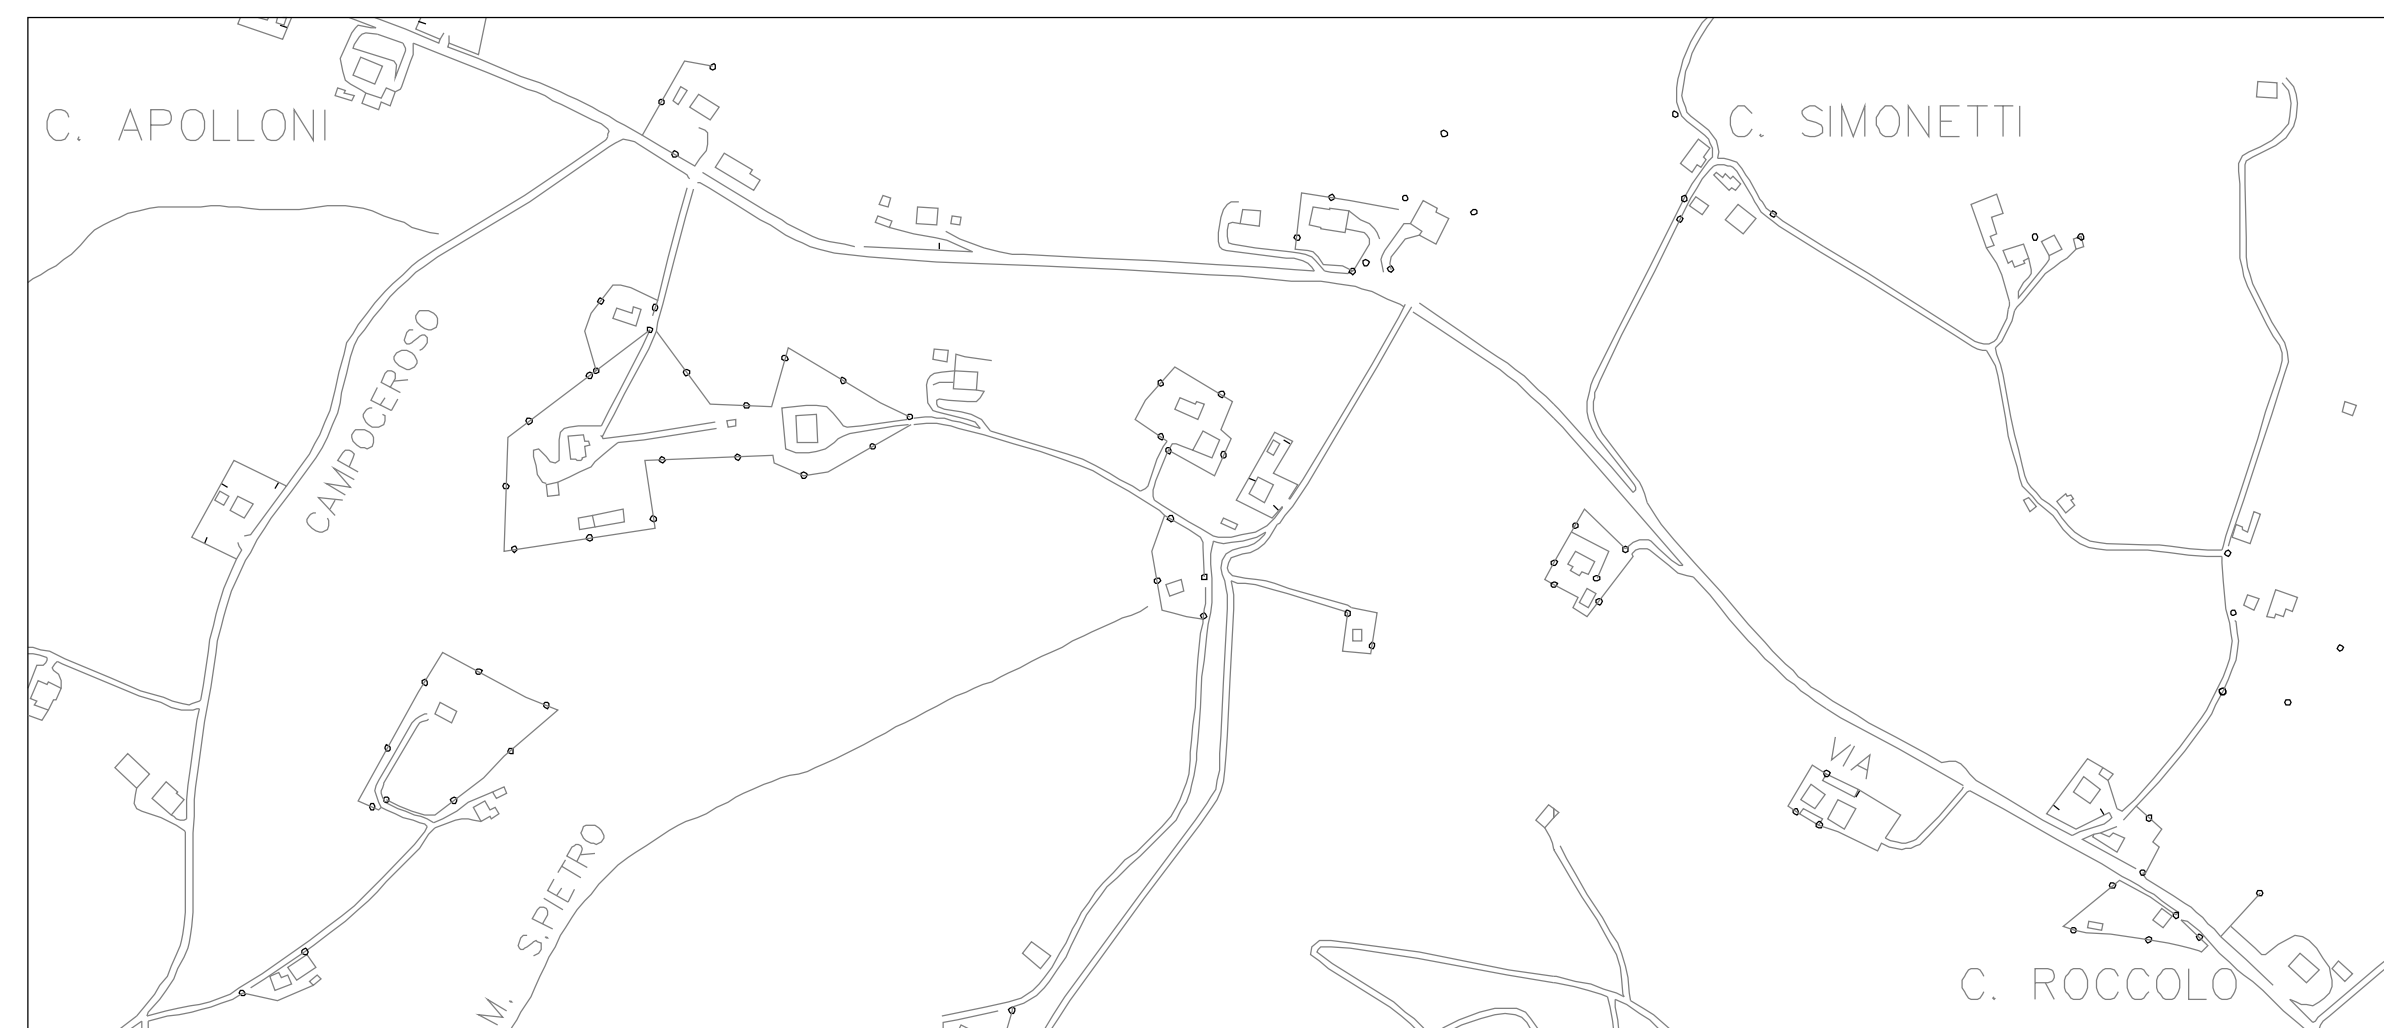 C. APOLLONI
C. SIMONETTI
CAMPOCEROSO
VIA
S.PIETRO
M.
C. ROCCOLO